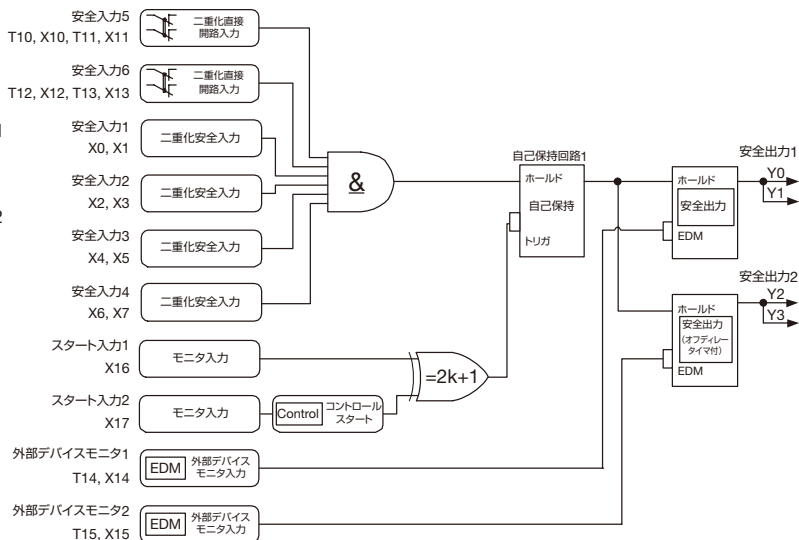 安全入力5
T10, X10, T11, X11
二重化直接
開路入力
安全入力6
T12, X12, T13, X13
二重化直接
開路入力
1
安全入力1
X0, X1
二重化安全入力
安全入力2
X2, X3
二重化安全入力
2
安全入力3
X4, X5
二重化安全入力
安全入力4
X6, X7
二重化安全入力
&
スタート入力1
X16
モニタ入力
スタート入力2
X17
モニタ入力
Control
コントロール
スタート
=2k+1
外部デバイスモニタ1
T14, X14
EDM
外部デバイス
モニタ入力
外部デバイスモニタ2
T15, X15
EDM
外部デバイス
モニタ入力
自己保持回路1
ホールド
自己保持
トリガ
安全出力1
ホールド
安全出力
EDM
Y0
Y1
安全出力2
ホールド
安全出力
(オフディレー
タイマ付)
EDM
Y2
Y3